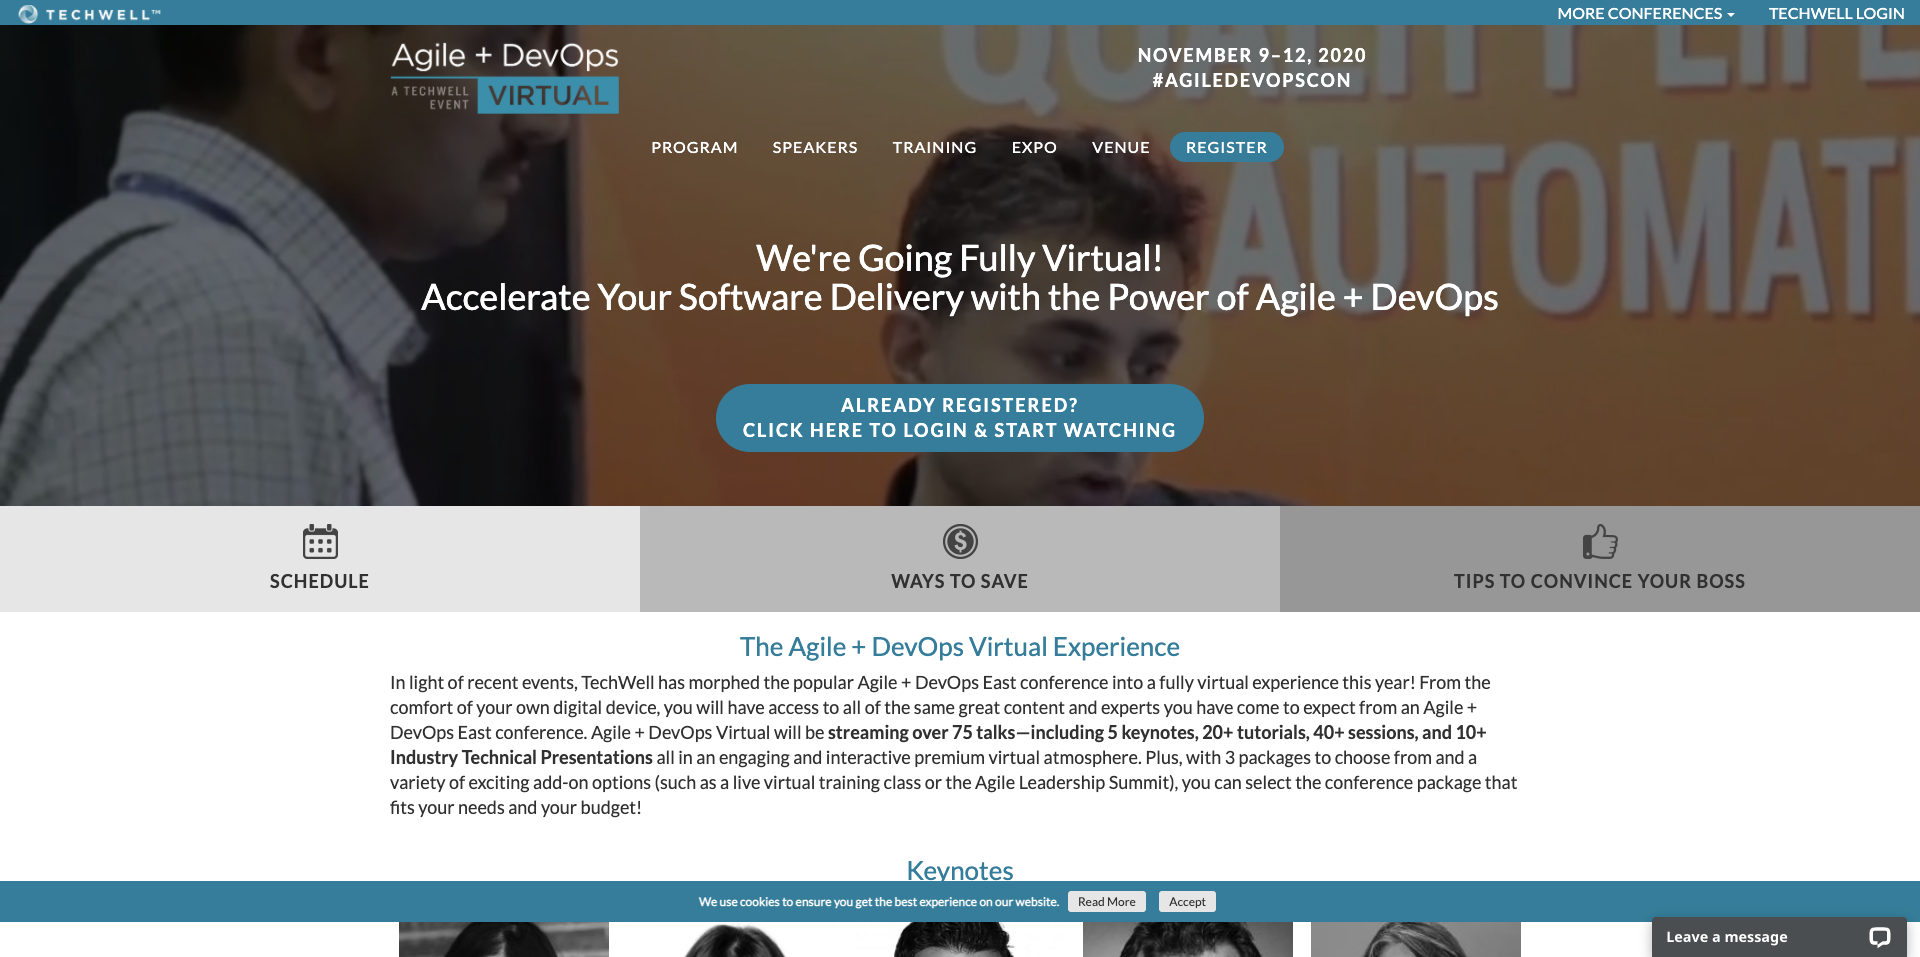 TECHWELL™
MORE CONFERENCES
TECHWELL LOGIN
Agile + DevOps
A TECHWELL
EVENT
VIRTUAL
NOVEMBER 9–12, 2020
#AGILEDEVOPSCON
QUALITY LIFE
AUTOMATI
PROGRAM
SPEAKERS
TRAINING
EXPO
VENUE
REGISTER
We're Going Fully Virtual!
Accelerate Your Software Delivery with the Power of Agile + DevOps
ALREADY REGISTERED?
CLICK HERE TO LOGIN & START WATCHING
SCHEDULE
WAYS TO SAVE
TIPS TO CONVINCE YOUR BOSS
The Agile + DevOps Virtual Experience
In light of recent events, TechWell has morphed the popular Agile + DevOps East conference into a fully virtual experience this year! From the
comfort of your own digital device, you will have access to all of the same great content and experts you have come to expect from an Agile +
DevOps East conference. Agile + DevOps Virtual will be streaming over 75 talks—including 5 keynotes, 20+ tutorials, 40+ sessions, and 10+
Industry Technical Presentations all in an engaging and interactive premium virtual atmosphere. Plus, with 3 packages to choose from and a
variety of exciting add-on options (such as a live virtual training class or the Agile Leadership Summit), you can select the conference package that
fits your needs and your budget!
Keynotes
We use cookies to ensure you get the best experience on our website.
Read More
Accept
Leave a message